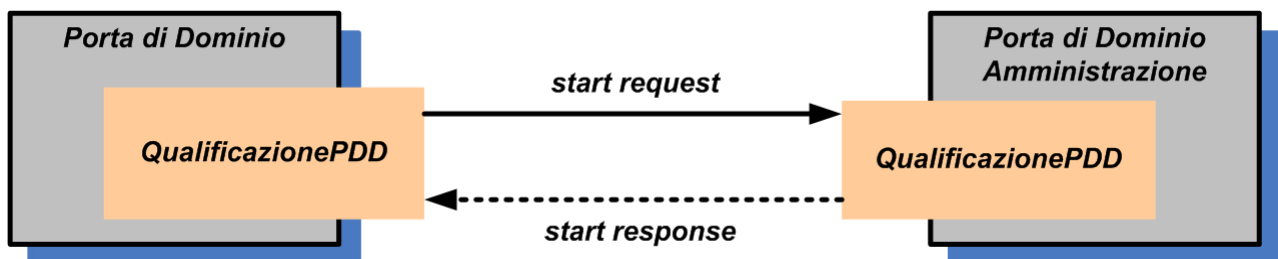 Porta di Dominio
Porta di Dominio
Amministrazione
start request
QualificazionePDD
QualificazionePDD
start response